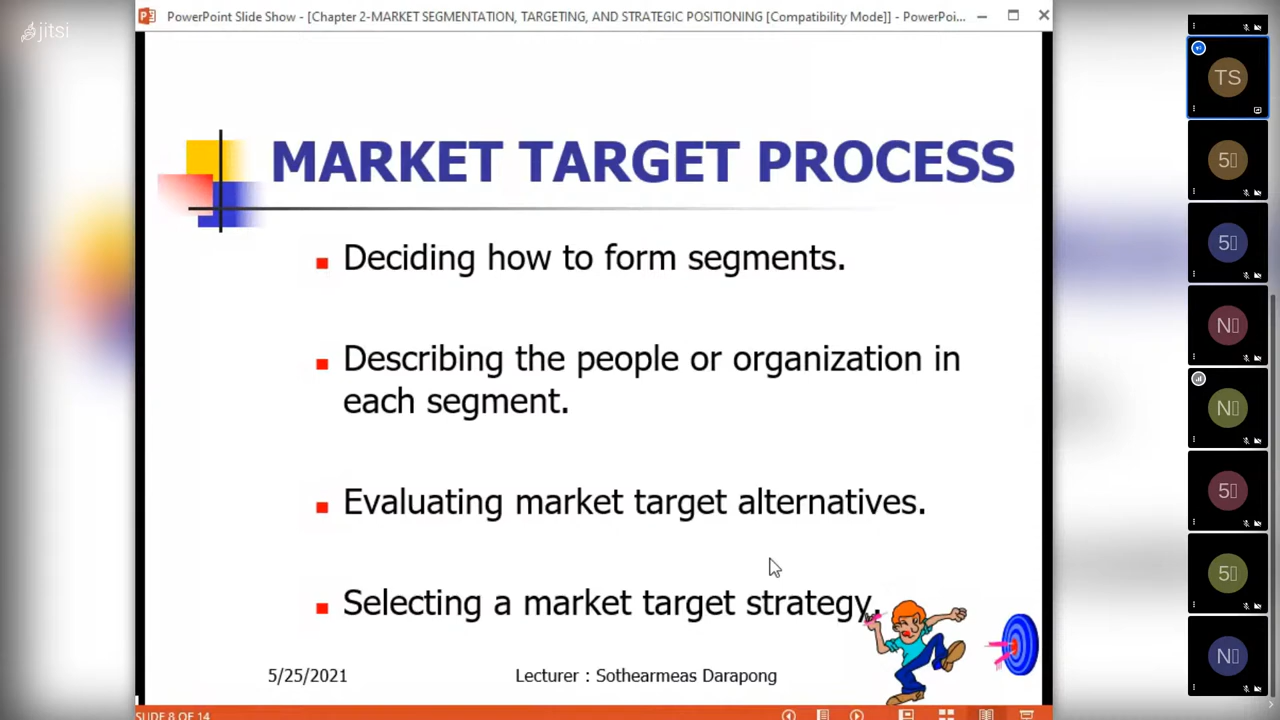 jitsi
PowerPoint Slide Show - [Chapter 2-MARKET SEGMENTATION, TARGETING, AND STRATEGIC POSITIONING [Compatibility Mode]] - PowerPoi...
MARKET TARGET PROCESS
Deciding how to form segments.
Describing the people or organization in
each segment.
Evaluating market target alternatives.
Selecting a market target strategy.
5/25/2021
Lecturer : Sothearmeas Darapong
SLIDE 8 OF 14
TS
5
5
N
N
5
5
N